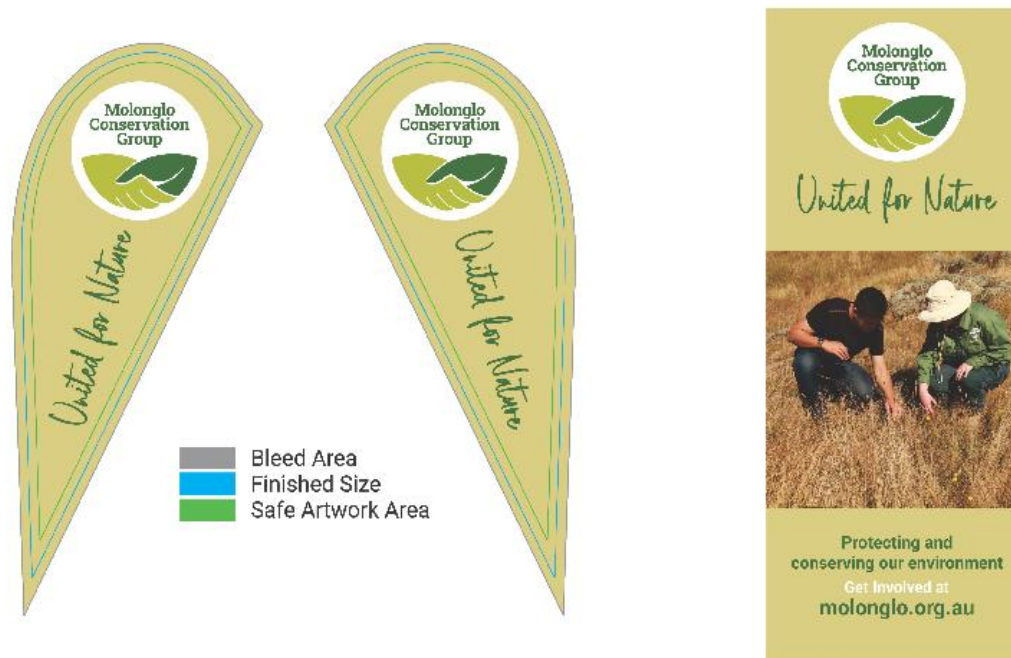 Molonglo
Conservation
Group
United for Nature
Molonglo
Conservation
Group
United for Nature
Bleed Area
Finished Size
Safe Artwork Area
Molonglo
Conservation
Group
United for Nature
Protecting and
conserving our environment
Get Involved at
molonglo.org.au